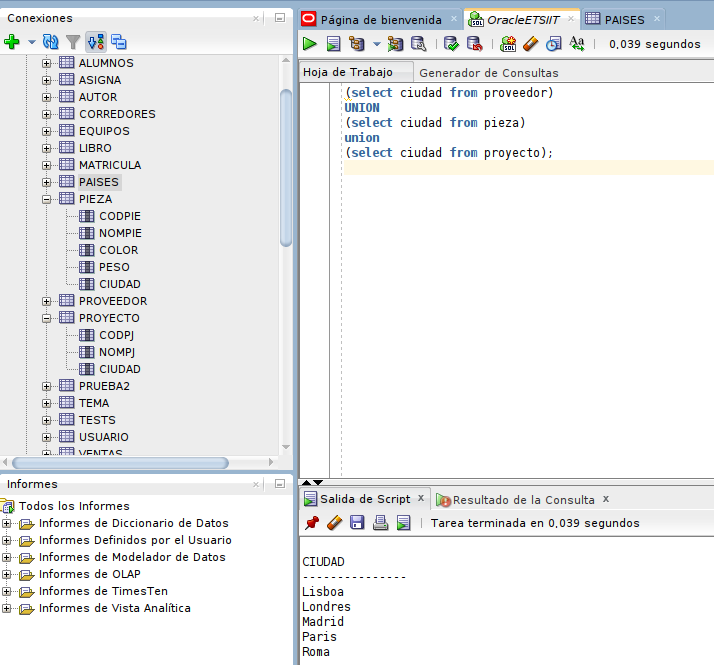 Conexiones
ALUMNOS
ASIGNA
AUTOR
CORREDORES
EQUIPOS
LIBRO
MATRICULA
PAISES
PIEZA
CODPIE
NOMPIE
COLOR
PESO
CIUDAD
PROVEEDOR
PROYECTO
CODPJ
NOMPJ
CIUDAD
PRUEBA2
TEMA
TESTS
USUARIO
VENTAS
Informes
Todos los Informes
Informes de Diccionario de Datos
Informes Definidos por el Usuario
Informes de Modelador de Datos
Informes de OLAP
Informes de TimesTen
Informes de Vista Analítica
Página de bienvenida OracleETSIIT PAISES
0,039 segundos
Hoja de Trabajo Generador de Consultas
(select ciudad from proveedor)
UNION
(select ciudad from pieza)
union
(select ciudad from proyecto);
Salida de Script x Resultado de la Consulta x
Tarea terminada en 0,039 segundos
CIUDAD
---------------
Lisboa
Londres
Madrid
Paris
Roma